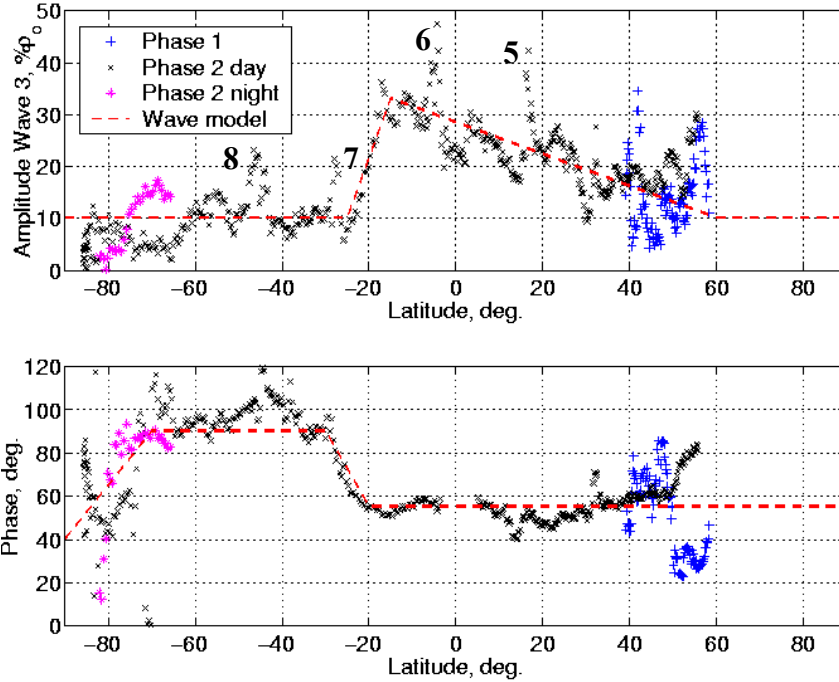 Amplitude Wave 3, %ρo
50
40
30
20
10
0
Phase 1
Phase 2 day
Phase 2 night
Wave model
6
5
8
7
−80 −60 −40 −20 0 20 40 60 80
Latitude, deg.
Phase, deg.
120
100
80
60
40
20
0
−80 −60 −40 −20 0 20 40 60 80
Latitude, deg.